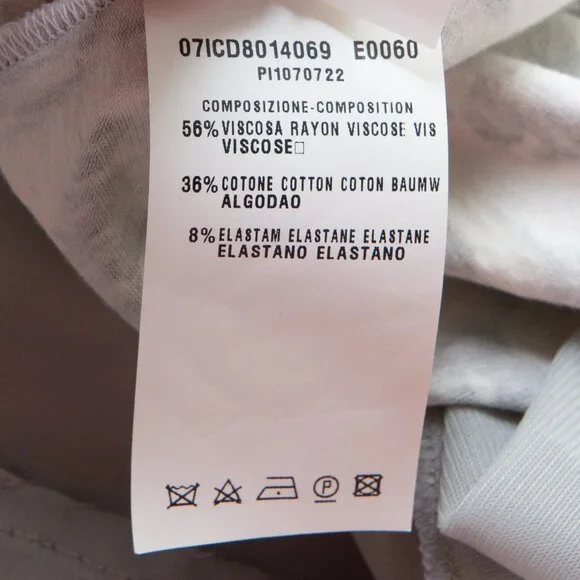 07ICD8014069 E0060
PI1070722
COMPOSIZIONE-COMPOSITION
56% VISCOSA RAYON VISCOSE VIS
VISCOSE□
36% COTONE COTTON COTON BAUMW
ALGODAO
8% ELASTAM ELASTANE ELASTANE
ELASTANO ELASTANO
P